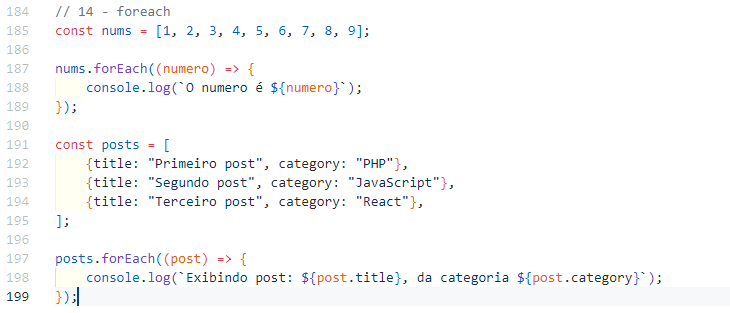 184 // 14 - foreach
185 const nums = [1, 2, 3, 4, 5, 6, 7, 8, 9];
186
187 nums.forEach((numero) => {
188     console.log(`O numero é ${numero}`);
189 });
190
191 const posts = [
192     {title: "Primeiro post", category: "PHP"},
193     {title: "Segundo post", category: "JavaScript"},
194     {title: "Terceiro post", category: "React"},
195 ];
196
197 posts.forEach((post) => {
198     console.log(`Exibindo post: ${post.title}, da categoria ${post.category}`);
199 });